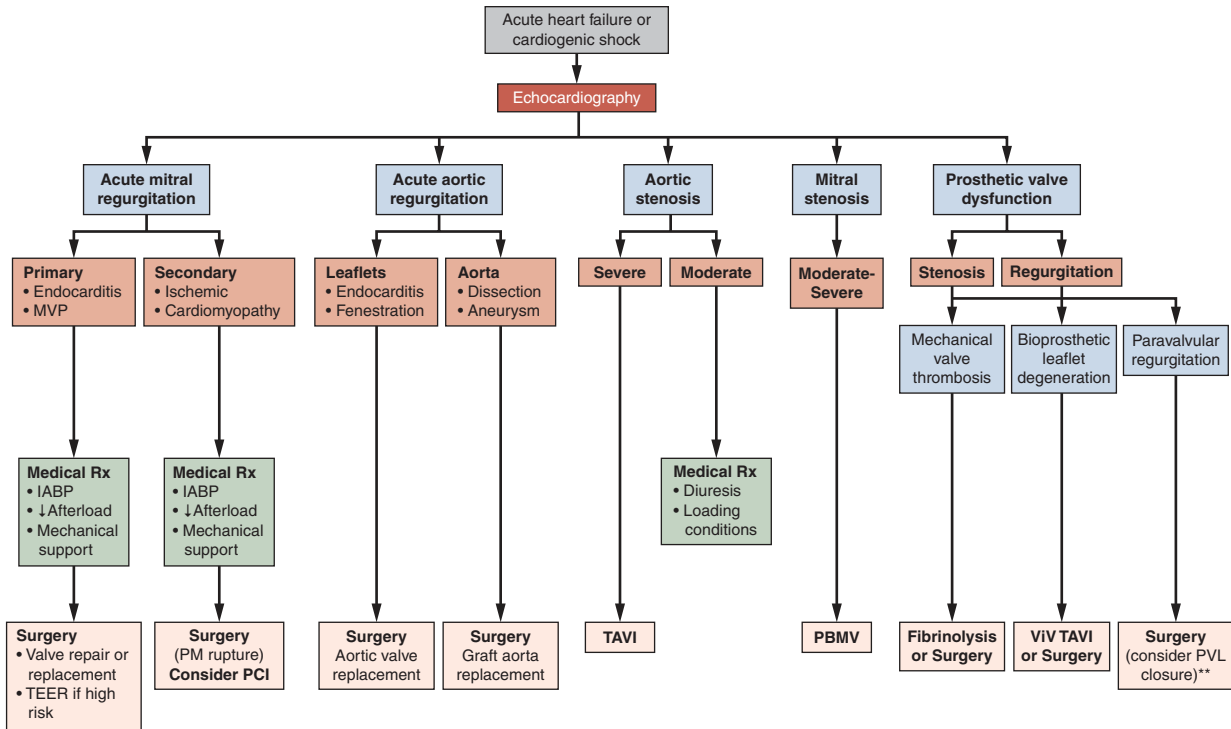 Acute heart failure or
cardiogenic shock
Echocardiography
Acute mitral
regurgitation
Acute aortic
regurgitation
Aortic
stenosis
Mitral
stenosis
Prosthetic valve
dysfunction
Primary
• Endocarditis
• MVP
Secondary
• Ischemic
• Cardiomyopathy
Leaflets
• Endocarditis
• Fenestration
Aorta
• Dissection
• Aneurysm
Severe
Moderate
Moderate-
Severe
Stenosis
Regurgitation
Mechanical
valve
thrombosis
Bioprosthetic
leaflet
degeneration
Paravalvular
regurgitation
Medical Rx
• IABP
• ↓Afterload
• Mechanical
support
Medical Rx
• IABP
• ↓Afterload
• Mechanical
support
Medical Rx
• Diuresis
• Loading
conditions
Surgery
• Valve repair or
replacement
• TEER if high
risk
Surgery
(PM rupture)
Consider PCI
Surgery
Aortic valve
replacement
Surgery
Graft aorta
replacement
TAVI
PBMV
Fibrinolysis
or Surgery
ViV TAVI
or Surgery
Surgery
(consider PVL
closure)**